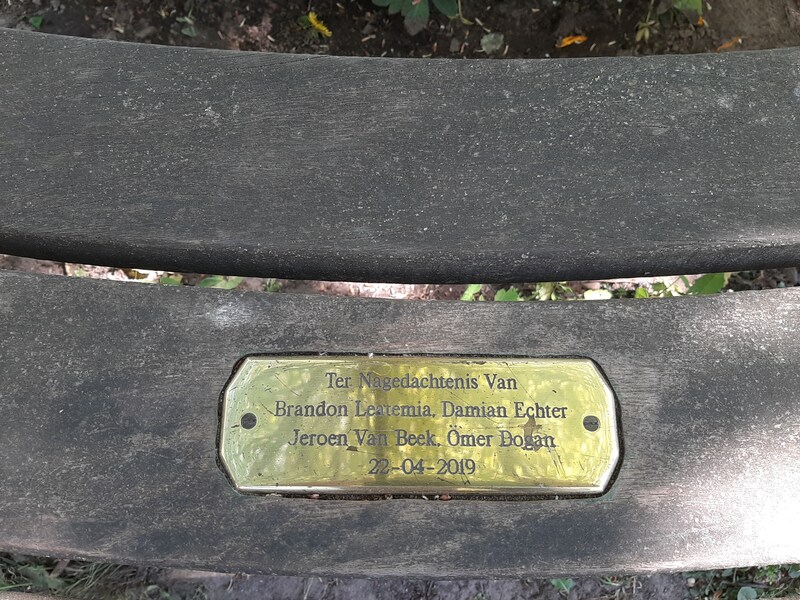 Ter Nagedachtenis Van
Brandon Leatemia, Damian Echter
Jeroen Van Beek, Ömer Dogan
22-04-2019